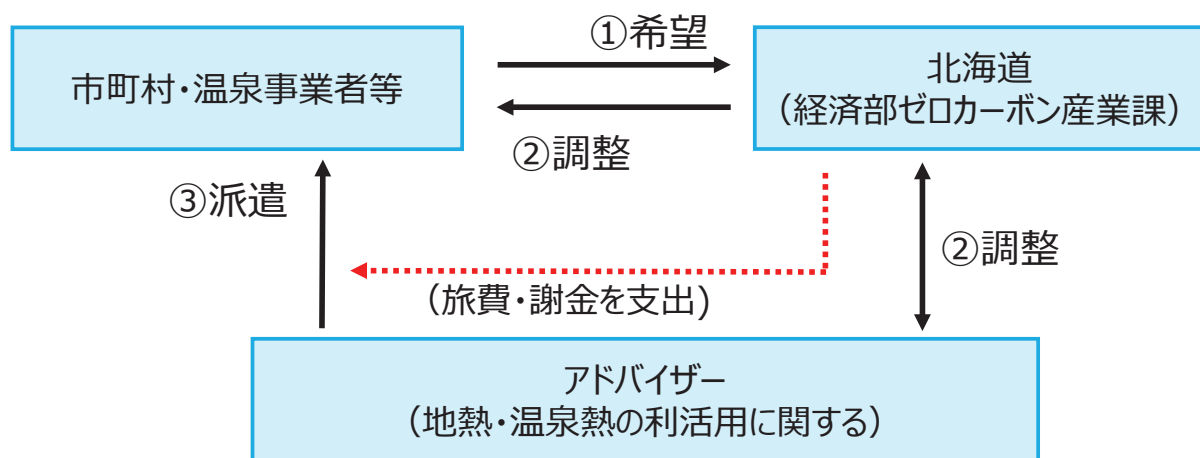 ①希望
市町村・温泉事業者等
北海道
（経済部ゼロカーボン産業課）
②調整
③派遣
②調整
（旅費・謝金を支出)
アドバイザー
（地熱・温泉熱の利活用に関する）